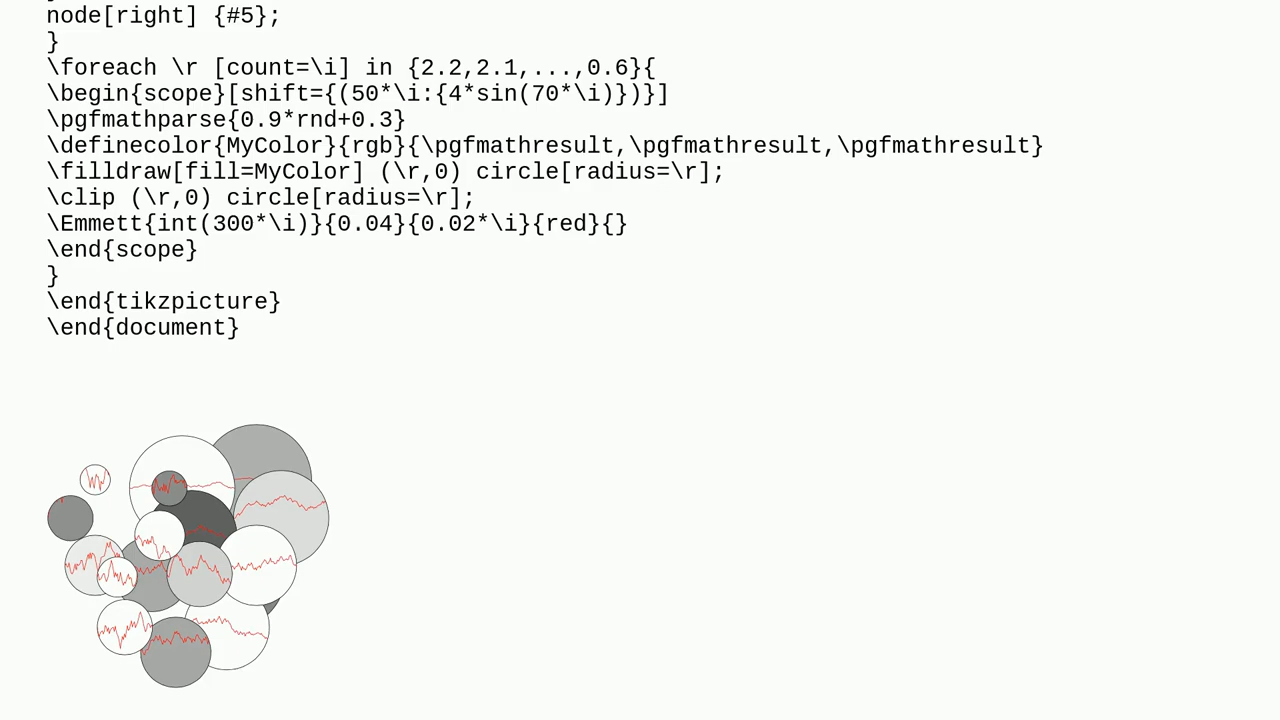 node[right] {#5};
}
\foreach \r [count=\i] in {2.2,2.1,...,0.6}{
\begin{scope}[shift={(50*\i:{4*sin(70*\i)})}]
\pgfmathparse{0.9*rnd+0.3}
\definecolor{MyColor}{rgb}{\pgfmathresult,\pgfmathresult,\pgfmathresult}
\filldraw[fill=MyColor] (\r,0) circle[radius=\r];
\clip (\r,0) circle[radius=\r];
\Emmett{int(300*\i)}{0.04}{0.02*\i}{red}{}
\end{scope}
}
\end{tikzpicture}
\end{document}